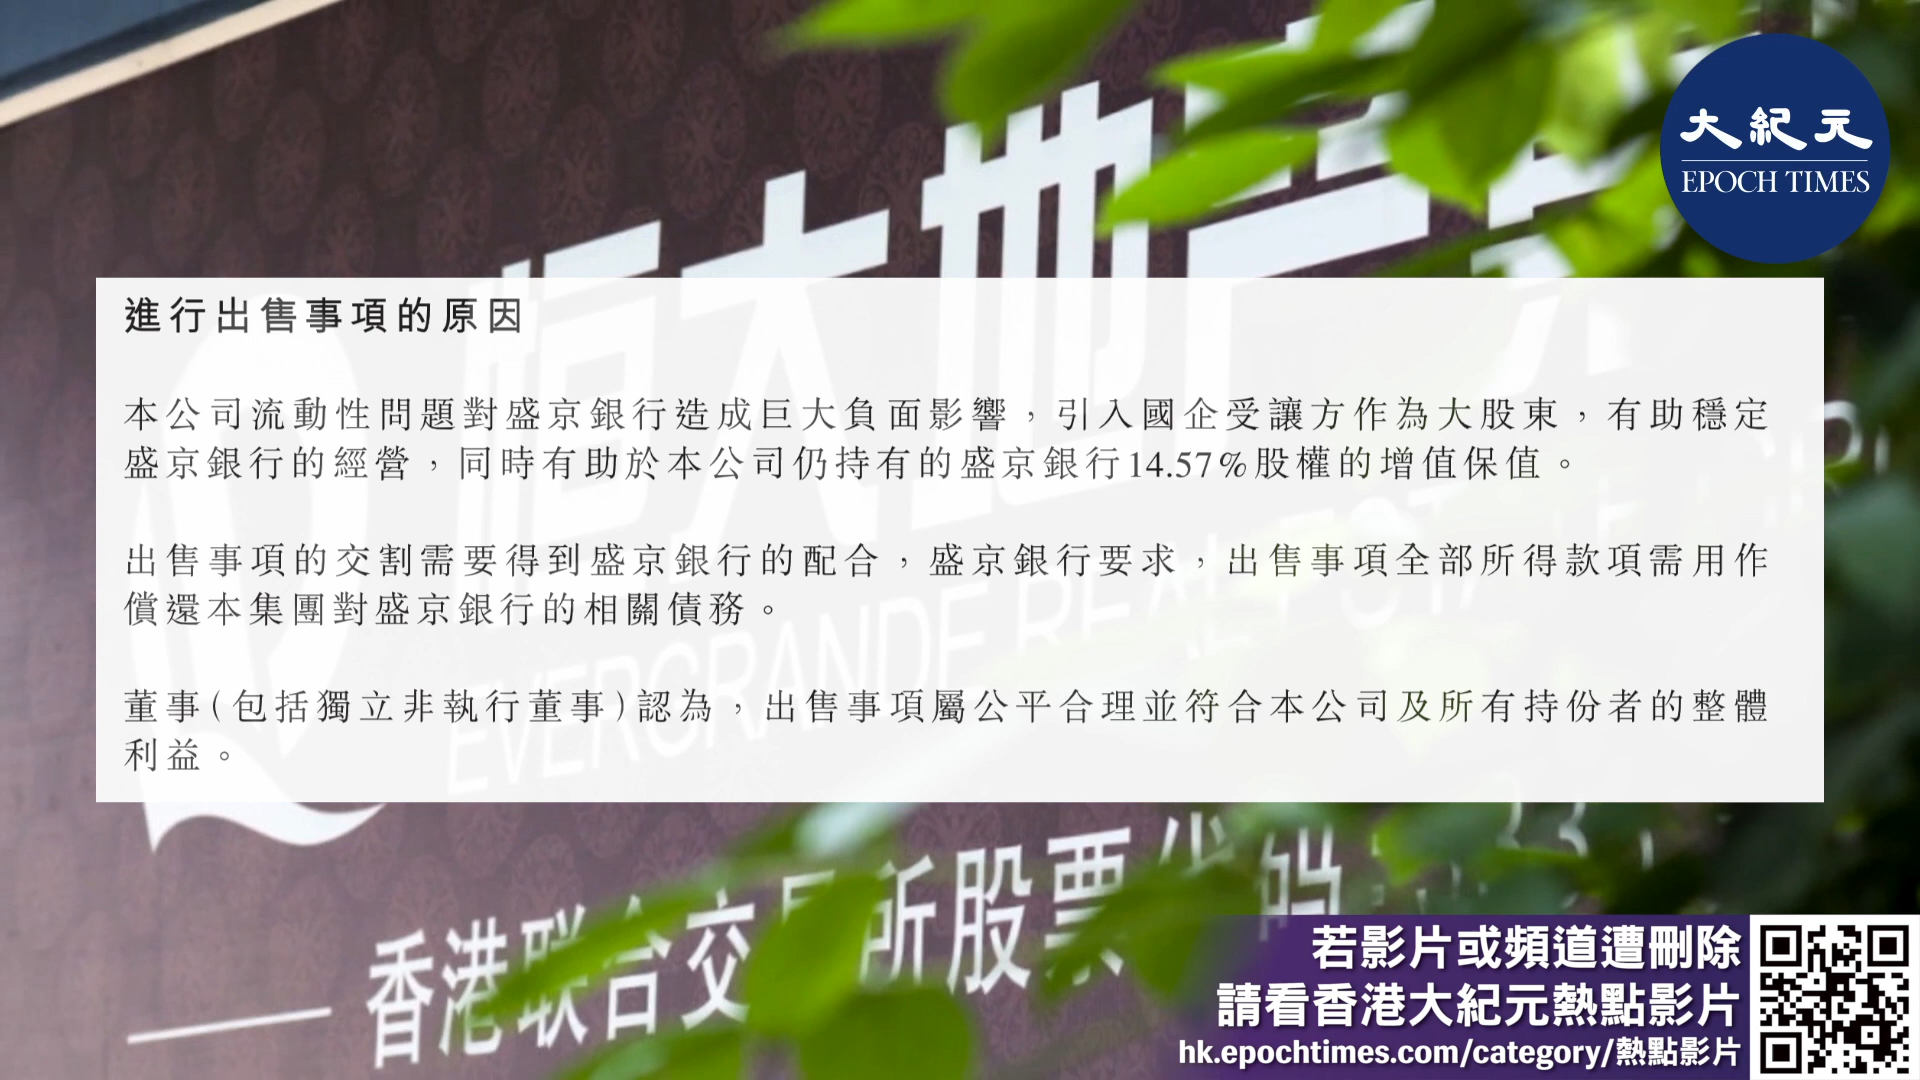 大紀元
EPOCH TIMES
恒大地产
進行出售事項的原因
本公司流動性問題對盛京銀行造成巨大負面影響，引入國企受讓方作為大股東，有助穩定
盛京銀行的經營，同時有助於本公司仍持有的盛京銀行14.57%股權的增值保值。
出售事項的交割需要得到盛京銀行的配合，盛京銀行要求，出售事項全部所得款項需用作
償還本集團對盛京銀行的相關債務。
董事(包括獨立非執行董事)認為，出售事項屬公平合理並符合本公司及所有持份者的整體
利益。
EVERGRANDE REAL ESTATE
香港联合交易所股票代码
若影片或頻道遭刪除
請看香港大紀元熱點影片
hk.epochtimes.com/category/熱點影片